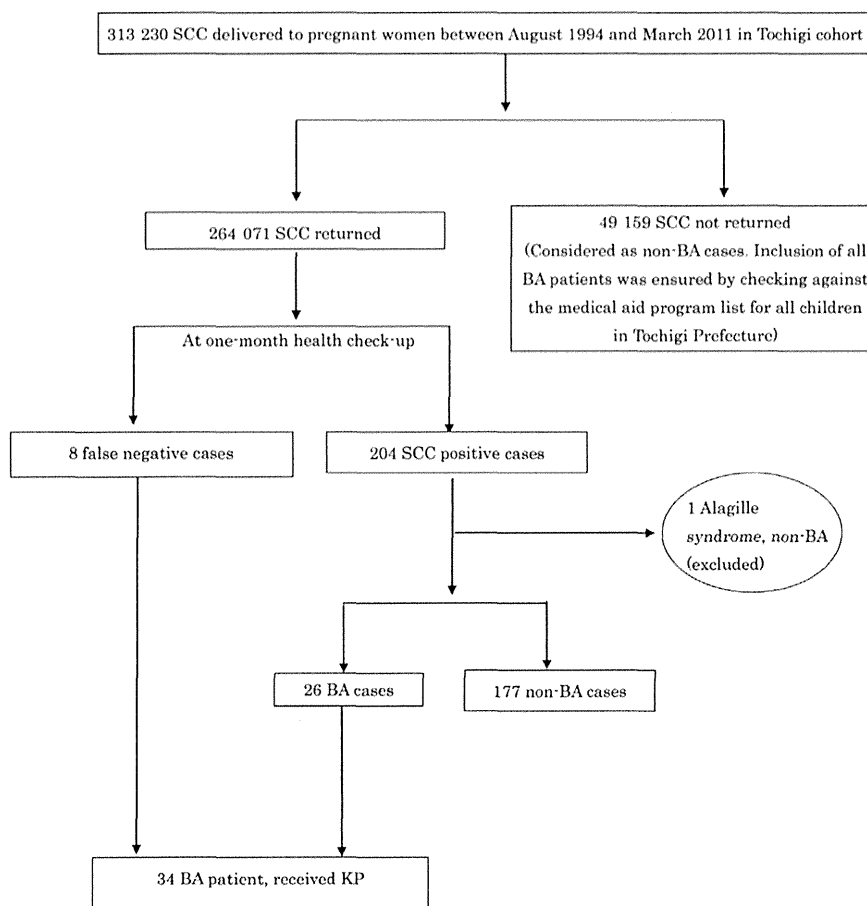 313 230 SCC delivered to pregnant women between August 1994 and March 2011 in Tochigi cohort
264 071 SCC returned
49 159 SCC not returned
(Considered as non-BA cases. Inclusion of all
BA patients was ensured by checking against
the medical aid program list for all children
in Tochigi Prefecture)
At one-month health check-up
8 false negative cases
204 SCC positive cases
1 Alagille
syndrome, non-BA
(excluded)
26 BA cases
177 non-BA cases
34 BA patient, received KP